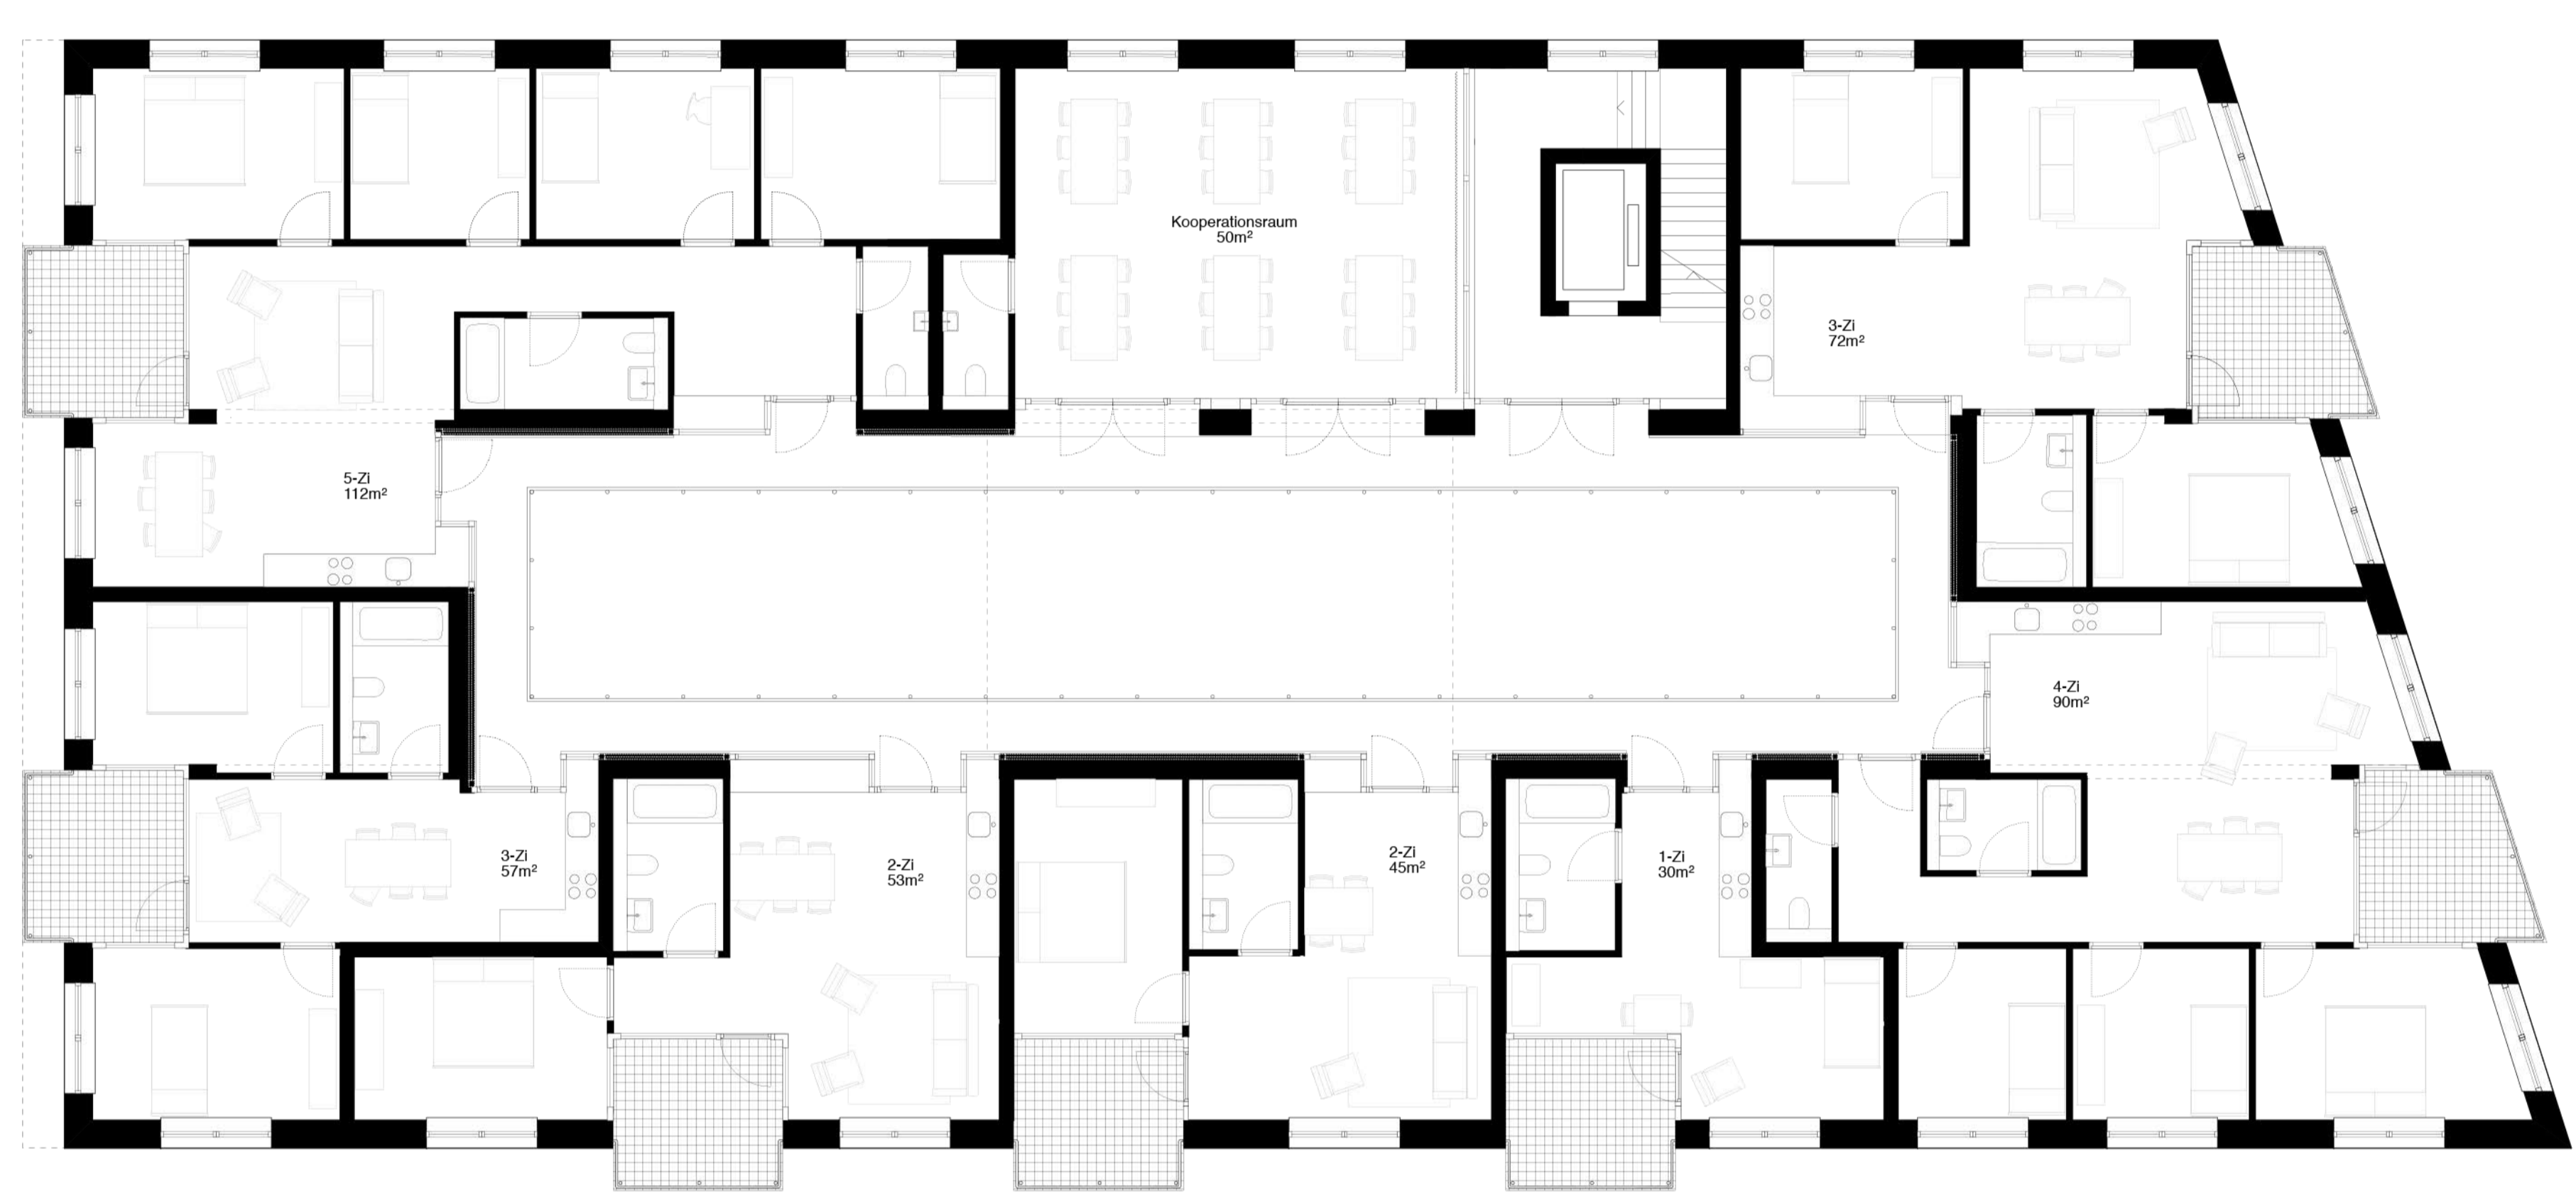 Kooperationsraum
50m²
3-Zi
72m²
5-Zi
112m²
4-Zi
90m²
3-Zi
57m²
2-Zi
53m²
2-Zi
45m²
1-Zi
30m²